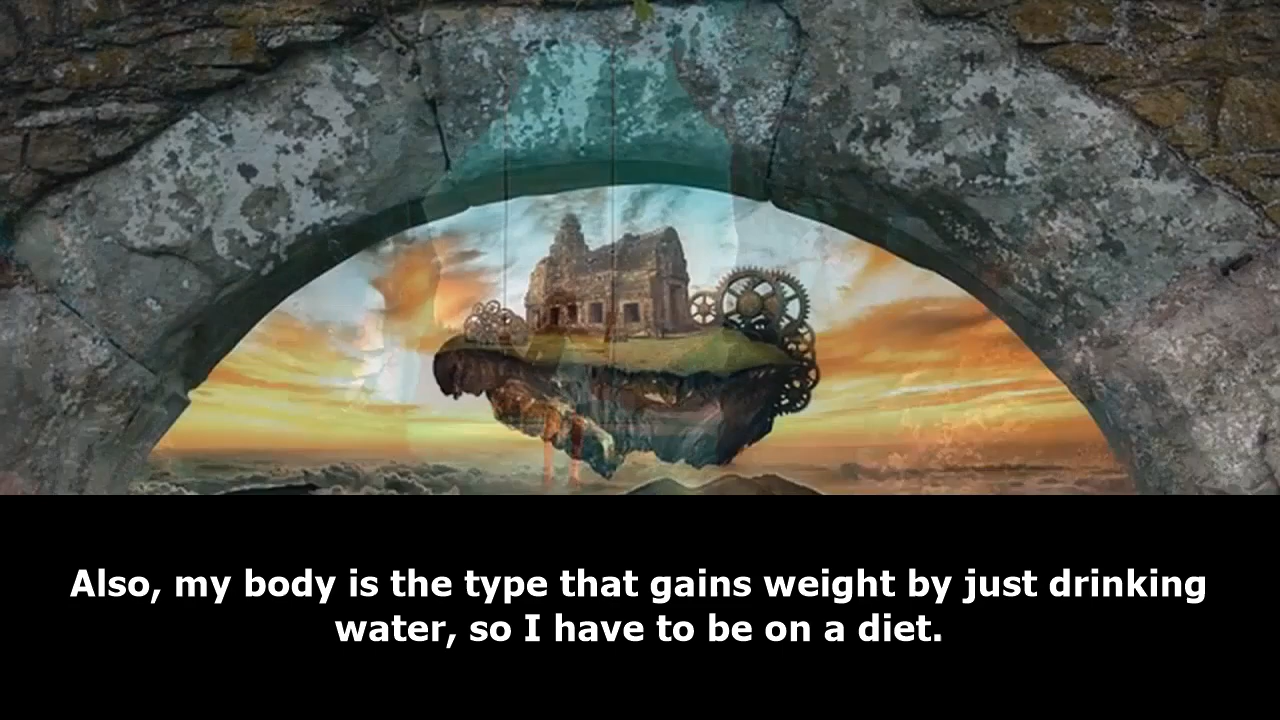 Also, my body is the type that gains weight by just drinking
water, so I have to be on a diet.